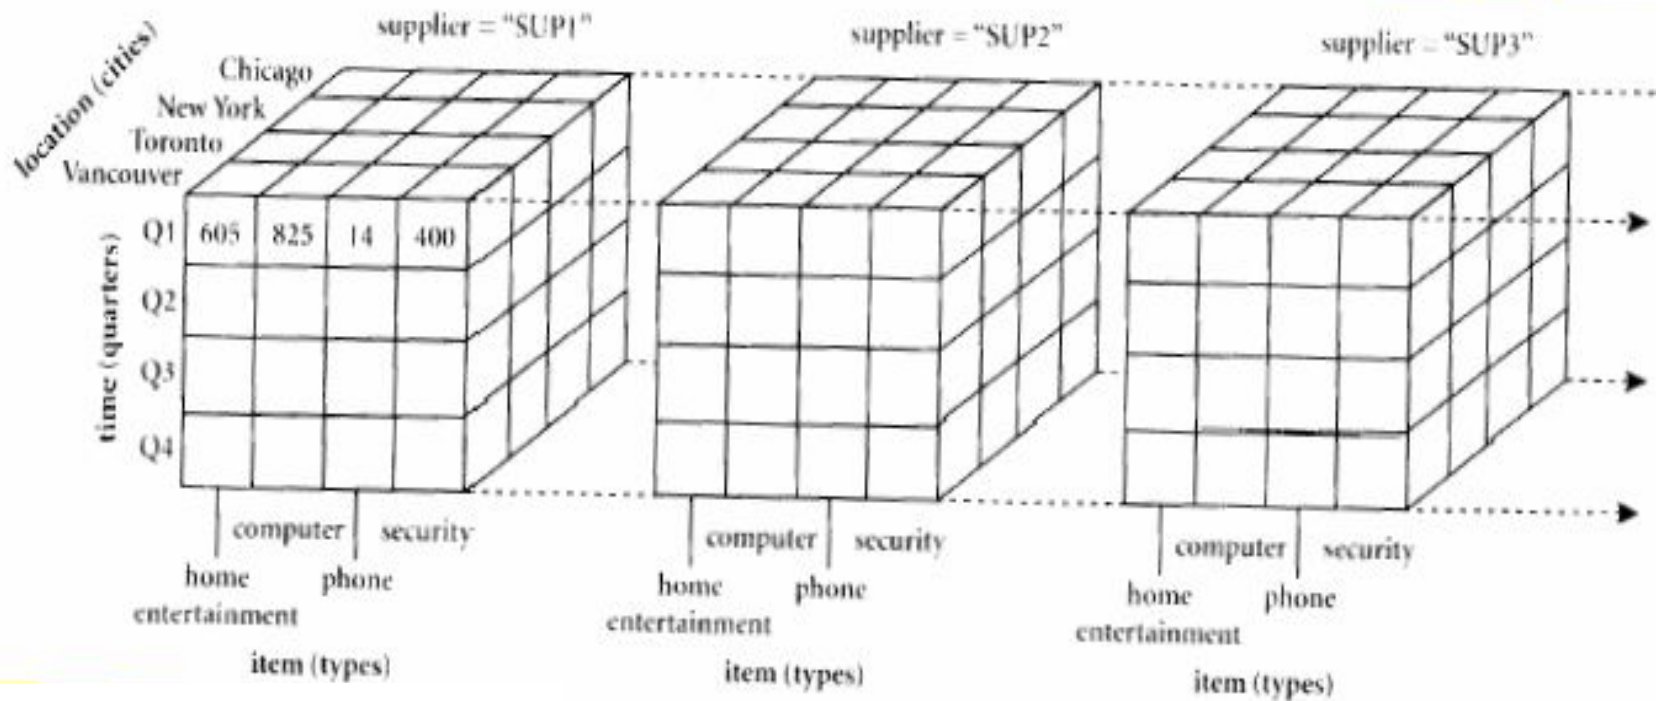 supplier = “SUP1”
supplier = “SUP2”
supplier = “SUP3”
location (cities)
Chicago
New York
Toronto
Vancouver
time (quarters)
Q1 605 825 14 400
Q2
Q3
Q4
computer security
home phone
entertainment
item (types)
computer security
home phone
entertainment
item (types)
computer security
home phone
entertainment
item (types)